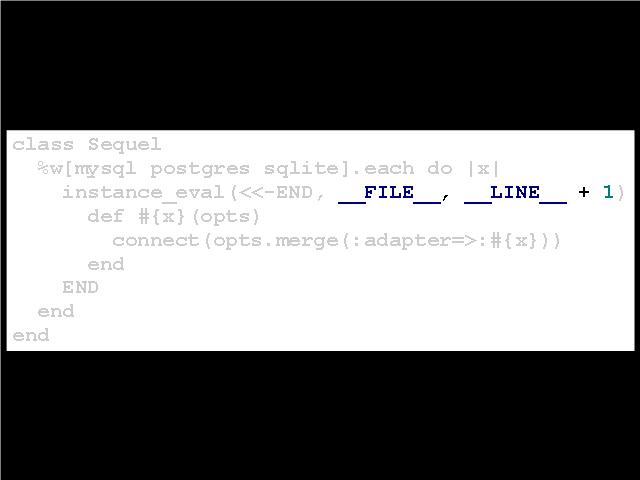 class Sequel
  %w[mysql postgres sqlite].each do |x|
    instance_eval(<<-END, __FILE__, __LINE__ + 1)
      def #{x}(opts)
        connect(opts.merge(:adapter=>:#{x}))
      end
    END
  end
end